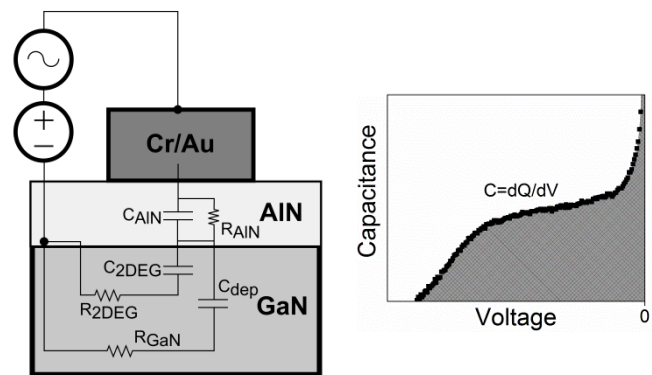 Cr/Au
CAlN
RAlN
AlN
C2DEG
Cdep
R2DEG
GaN
RGaN
+
−
Capacitance
C=dQ/dV
Voltage
0